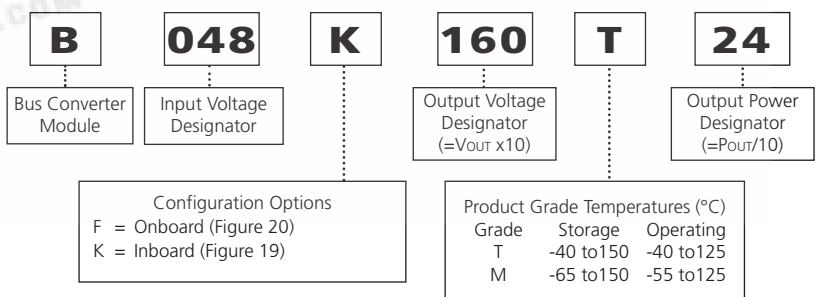 B 048 K 160 T 24
Bus Converter Module
Input Voltage Designator
Output Voltage Designator (=VOUT x10)
Output Power Designator (=POUT/10)
Configuration Options
F = Onboard (Figure 20)
K = Inboard (Figure 19)
Product Grade Temperatures (°C)
Grade Storage Operating
T -40 to150 -40 to125
M -65 to150 -55 to125